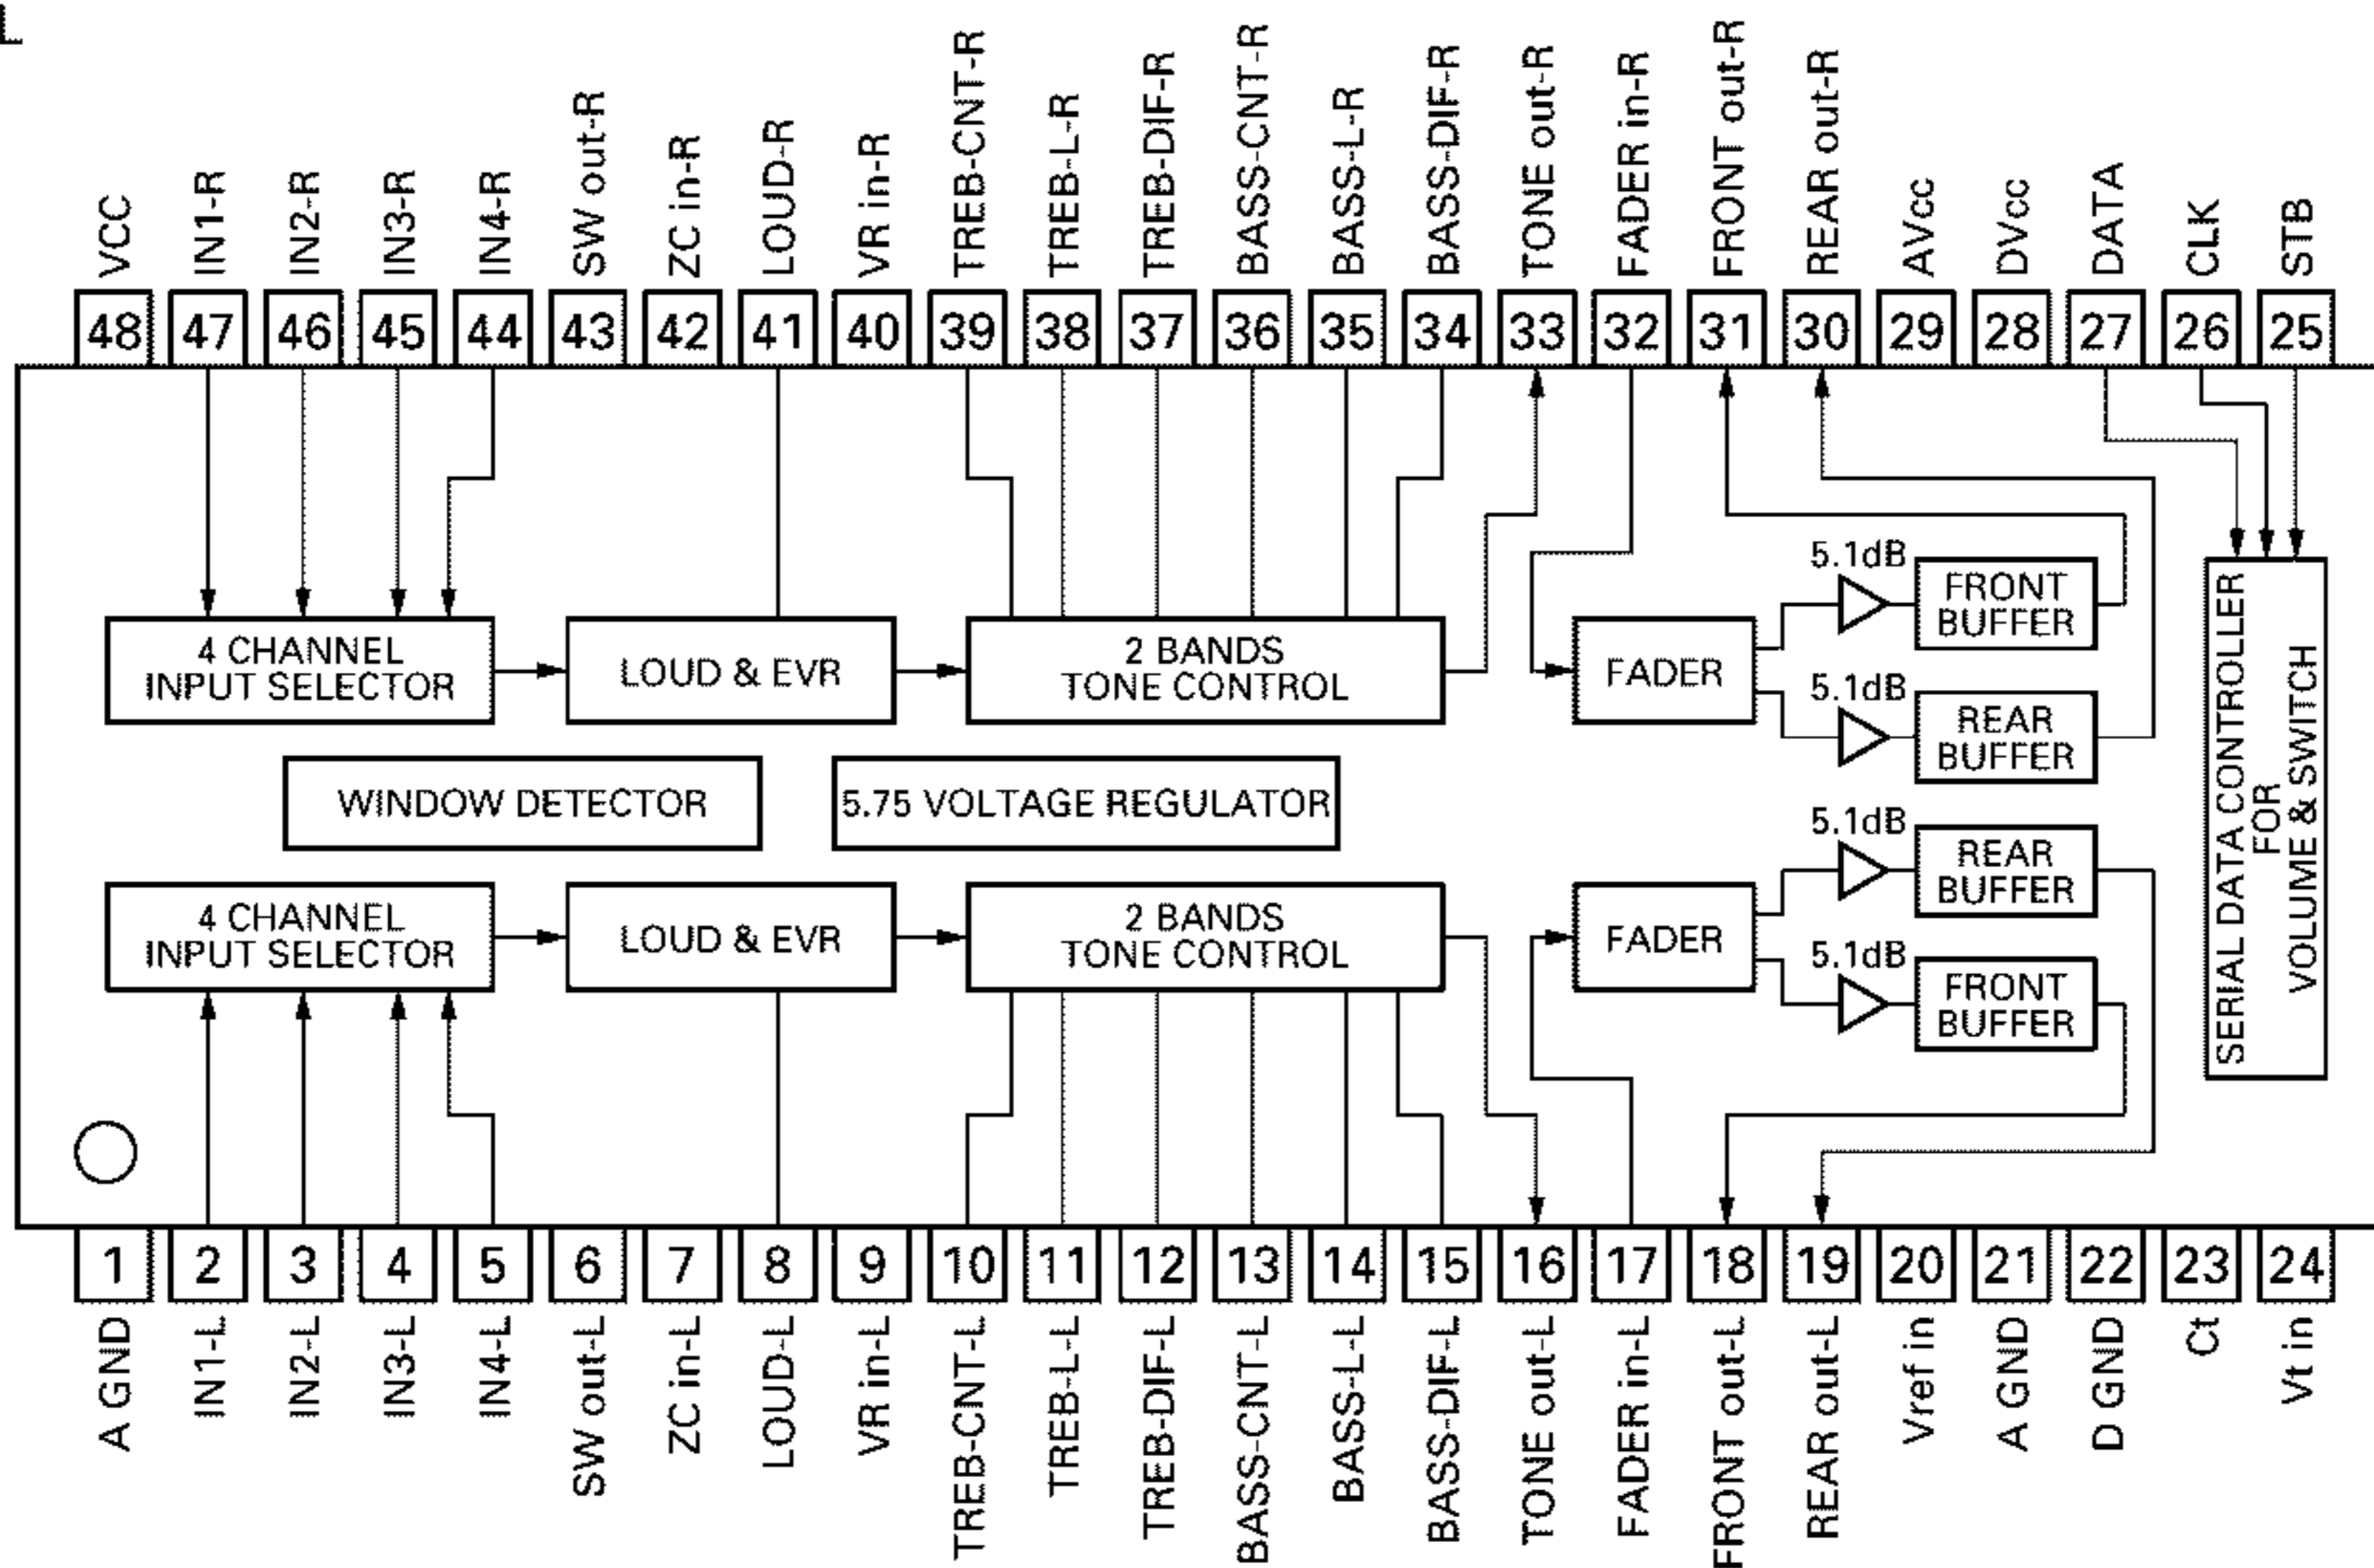 L
VCC
IN1-R
IN2-R
IN3-R
IN4-R
SW out-R
ZC in-R
LOUD-R
VR in-R
TREB-CNT-R
TREB-L-R
TREB-DIF-R
BASS-CNT-R
BASS-L-R
BASS-DIF-R
TONE out-R
FADER in-R
FRONT out-R
REAR out-R
AVcc
DVcc
DATA
CLK
STB
48 47 46 45 44 43 42 41 40 39 38 37 36 35 34 33 32 31 30 29 28 27 26 25
4 CHANNEL
INPUT SELECTOR
LOUD & EVR
2 BANDS
TONE CONTROL
FADER
5.1dB
FRONT
BUFFER
5.1dB
REAR
BUFFER
WINDOW DETECTOR
5.75 VOLTAGE REGULATOR
4 CHANNEL
INPUT SELECTOR
LOUD & EVR
2 BANDS
TONE CONTROL
FADER
5.1dB
REAR
BUFFER
5.1dB
FRONT
BUFFER
SERIAL DATA CONTROLLER
FOR
VOLUME & SWITCH
1 2 3 4 5 6 7 8 9 10 11 12 13 14 15 16 17 18 19 20 21 22 23 24
A GND
IN1-L
IN2-L
IN3-L
IN4-L
SW out-L
ZC in-L
LOUD-L
VR in-L
TREB-CNT-L
TREB-L-L
TREB-DIF-L
BASS-CNT-L
BASS-L-L
BASS-DIF-L
TONE out-L
FADER in-L
FRONT out-L
REAR out-L
Vref in
A GND
D GND
Ct
Vt in